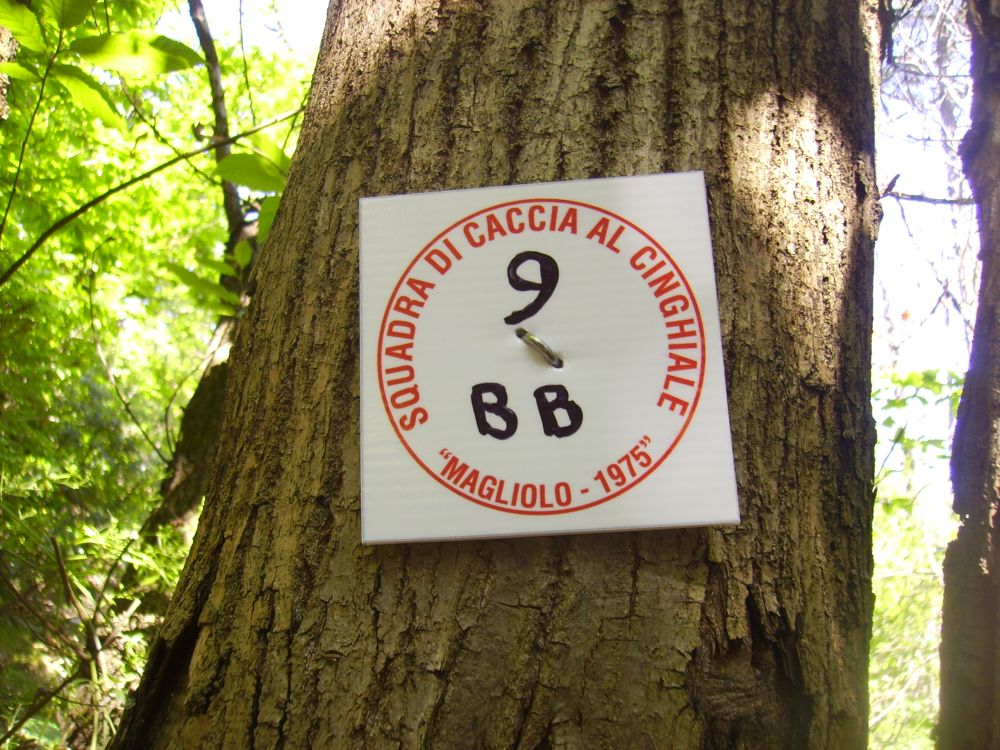 SQUADRA DI CACCIA AL CINGHIALE
9
BB
"MAGLIOLO - 1975"